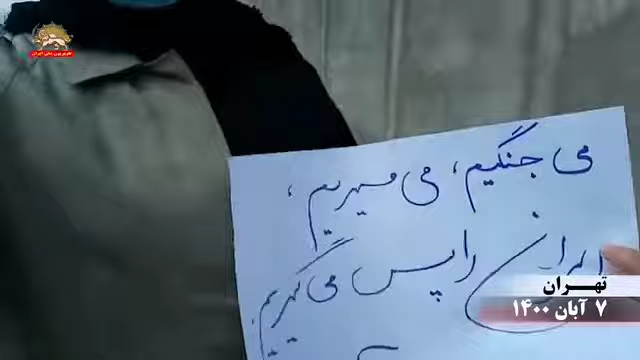 می جنگیم، می میریم،
ایران را پس می گیریم
تهران
۷ آبان ۱۴۰۰